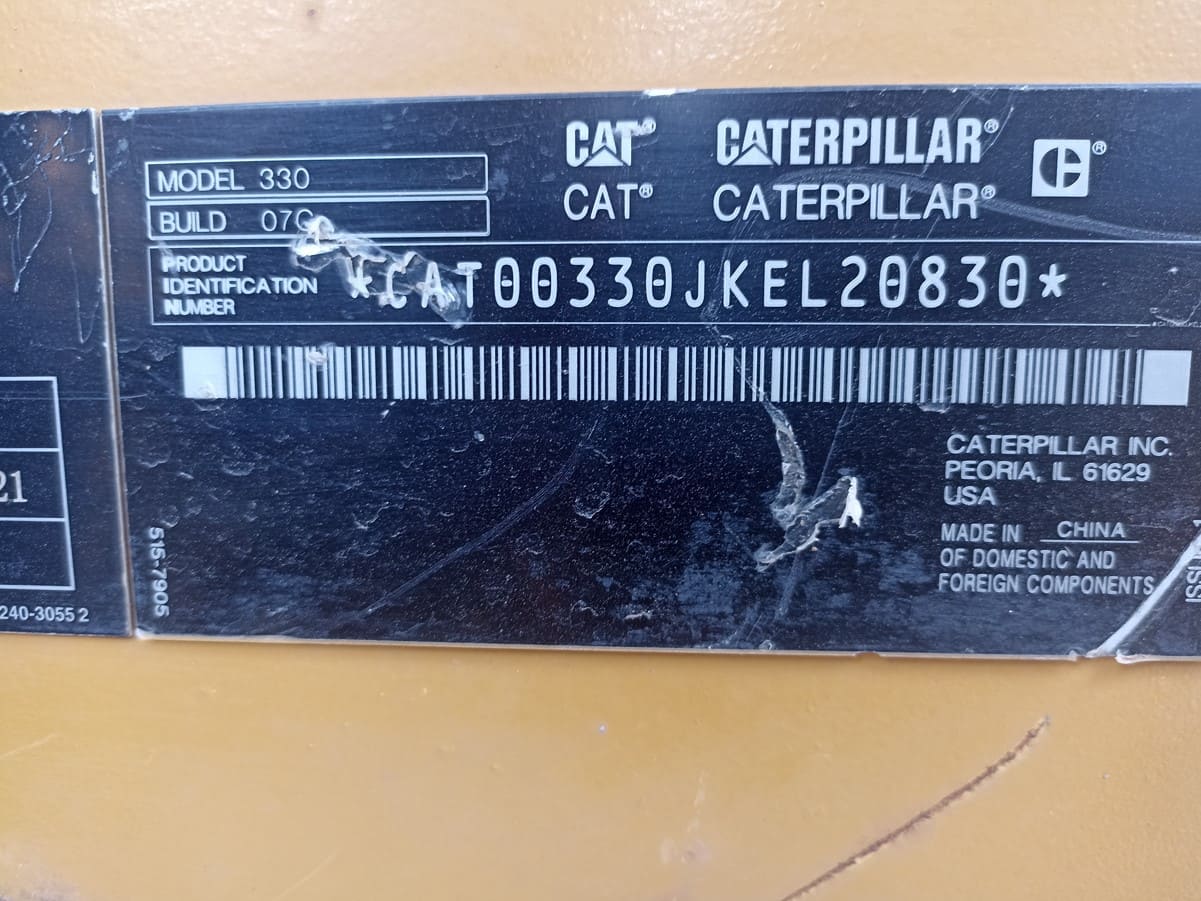 CAT® CATERPILLAR®
CAT® CATERPILLAR®
C®
MODEL 330
BUILD
PRODUCT
IDENTIFICATION
NUMBER
*CAT00330JKEL20830*
CATERPILLAR INC.
PEORIA, IL 61629
USA
MADE IN CHINA
OF DOMESTIC AND
FOREIGN COMPONENTS
515-7905
21
240-3055 2